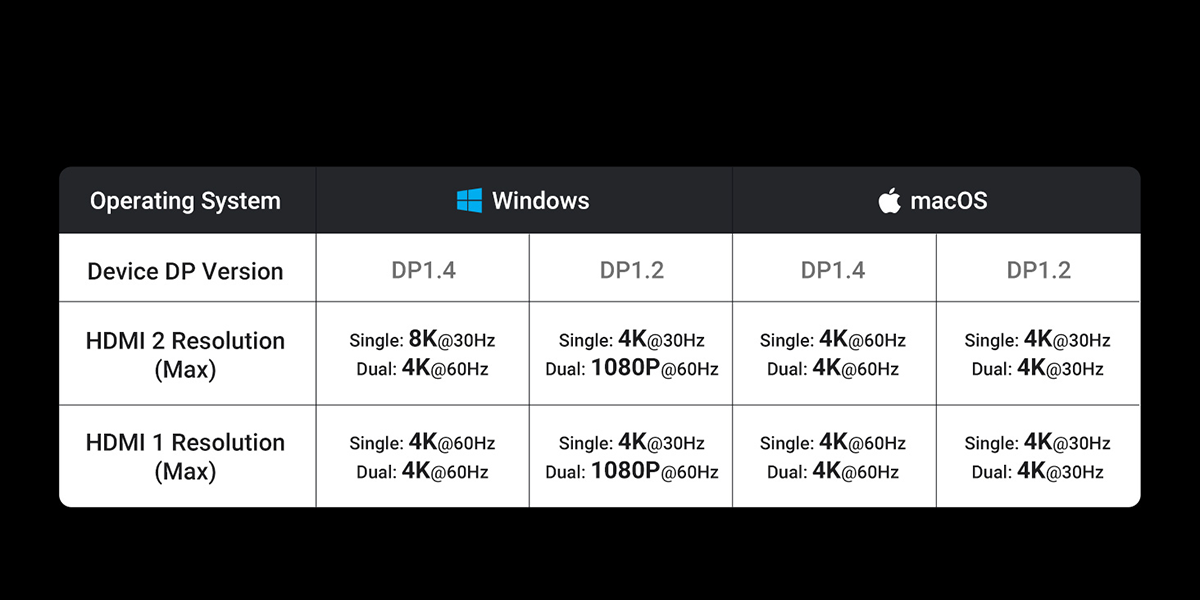 Operating System Windows macOS
Device DP Version DP1.4 DP1.2 DP1.4 DP1.2
HDMI 2 Resolution (Max)
Single: 8K@30Hz
Dual: 4K@60Hz
Single: 4K@30Hz
Dual: 1080P@60Hz
Single: 4K@60Hz
Dual: 4K@60Hz
Single: 4K@30Hz
Dual: 4K@30Hz
HDMI 1 Resolution (Max)
Single: 4K@60Hz
Dual: 4K@60Hz
Single: 4K@30Hz
Dual: 1080P@60Hz
Single: 4K@60Hz
Dual: 4K@60Hz
Single: 4K@30Hz
Dual: 4K@30Hz